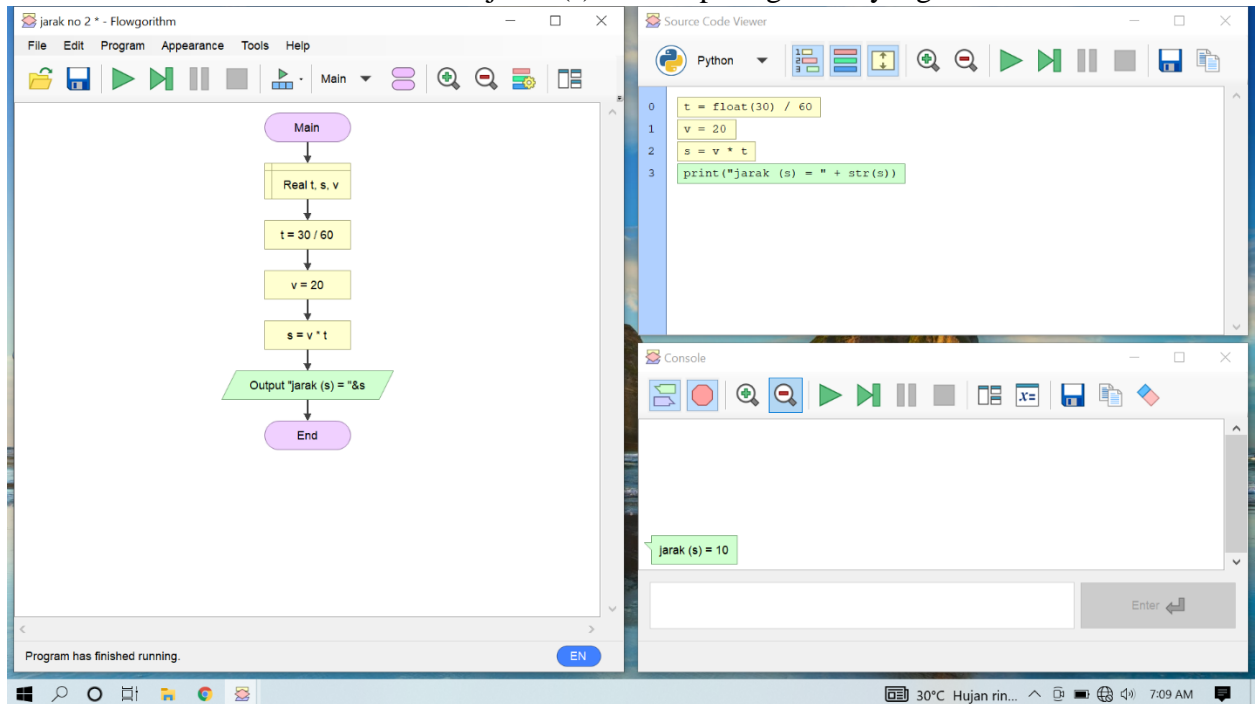 jarak no 2 * - Flowgorithm
File Edit Program Appearance Tools Help
Main
Main
Real t, s, v
t = 30 / 60
v = 20
s = v * t
Output "jarak (s) = "&s
End
Program has finished running.
EN
Source Code Viewer
Python
0 t = float(30) / 60
1 v = 20
2 s = v * t
3 print("jarak (s) = " + str(s))
Console
x=
jarak (s) = 10
Enter
30°C Hujan rin... 7:09 AM